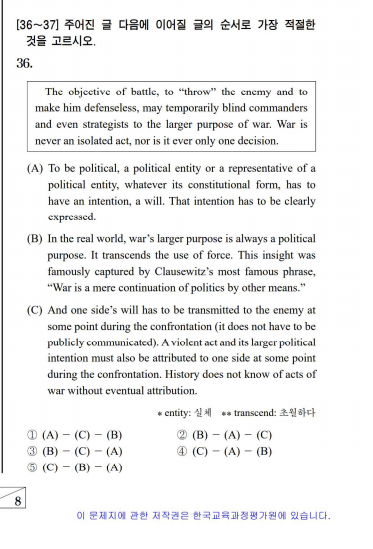 [36~37] 주어진 글 다음에 이어질 글의 순서로 가장 적절한
것을 고르시오.
36.
The objective of battle, to “throw” the enemy and to
make him defenseless, may temporarily blind commanders
and even strategists to the larger purpose of war. War is
never an isolated act, nor is it ever only one decision.
(A) To be political, a political entity or a representative of a
political entity, whatever its constitutional form, has to
have an intention, a will. That intention has to be clearly
expressed.
(B) In the real world, war’s larger purpose is always a political
purpose. It transcends the use of force. This insight was
famously captured by Clausewitz’s most famous phrase,
“War is a mere continuation of politics by other means.”
(C) And one side’s will has to be transmitted to the enemy at
some point during the confrontation (it does not have to be
publicly communicated). A violent act and its larger political
intention must also be attributed to one side at some point
during the confrontation. History does not know of acts of
war without eventual attribution.
* entity: 실체 ** transcend: 초월하다
① (A) - (C) - (B) ② (B) - (A) - (C)
③ (B) - (C) - (A) ④ (C) - (A) - (B)
⑤ (C) - (B) - (A)
8
이 문제지에 관한 저작권은 한국교육과정평가원에 있습니다.